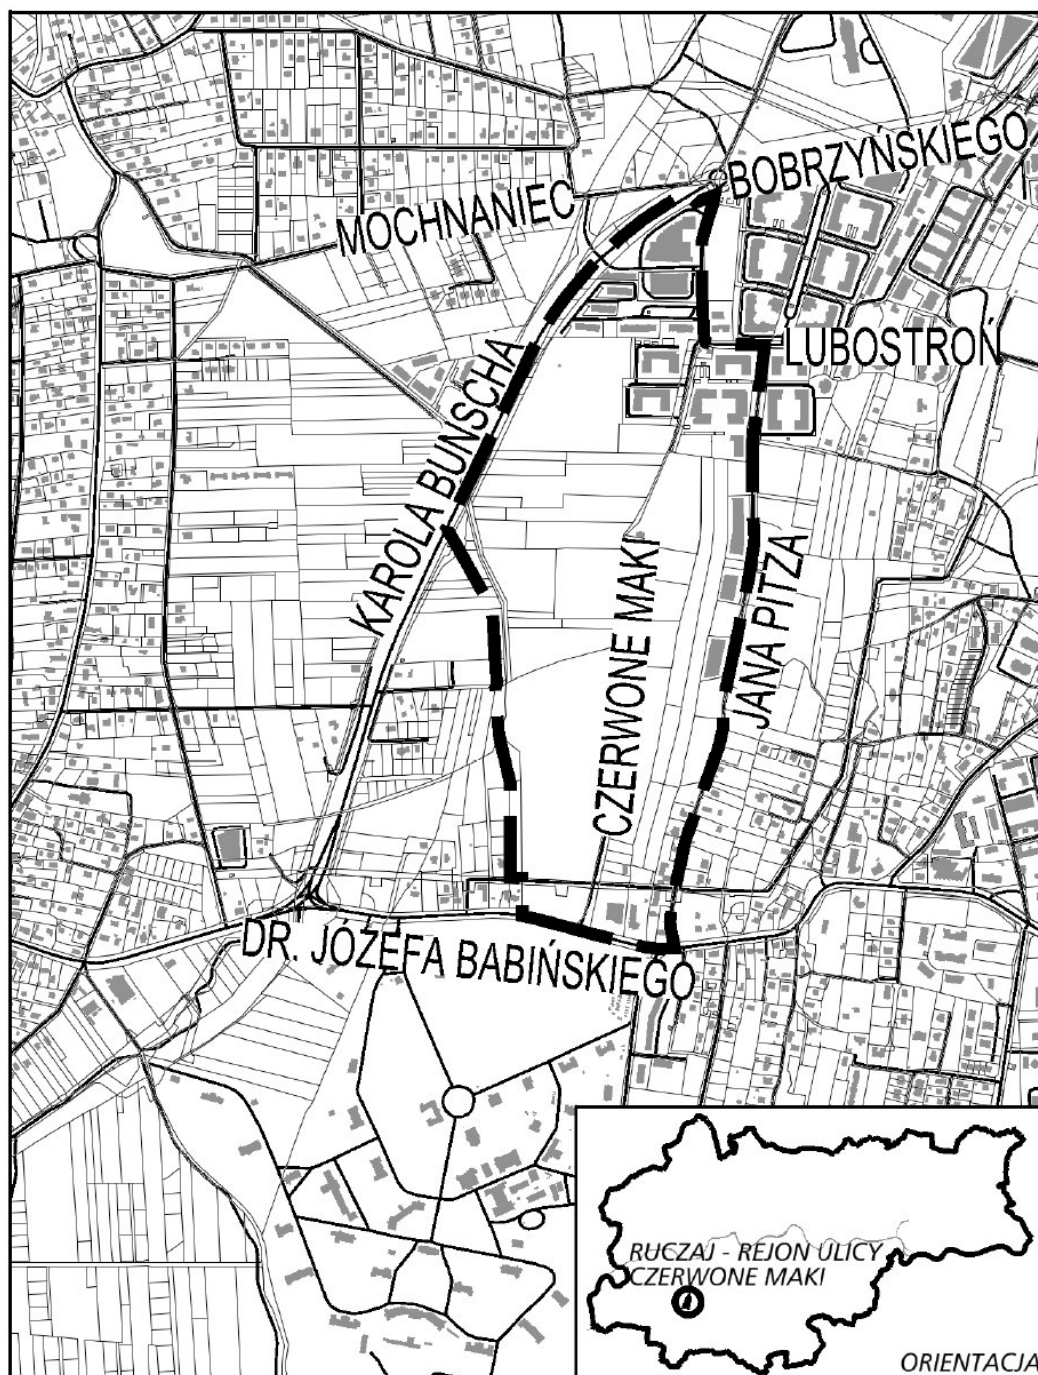 BOBRZYŃSKIEGO
MOCHNANIEC
LUBOSTROŃ
KAROLA BUNSCHA
CZERWONE MAKI
JANA PITZA
DR. JÓZEFA BABIŃSKIEGO
RUCZAJ - REJON ULICY
CZERWONE MAKI
ORIENTACJA